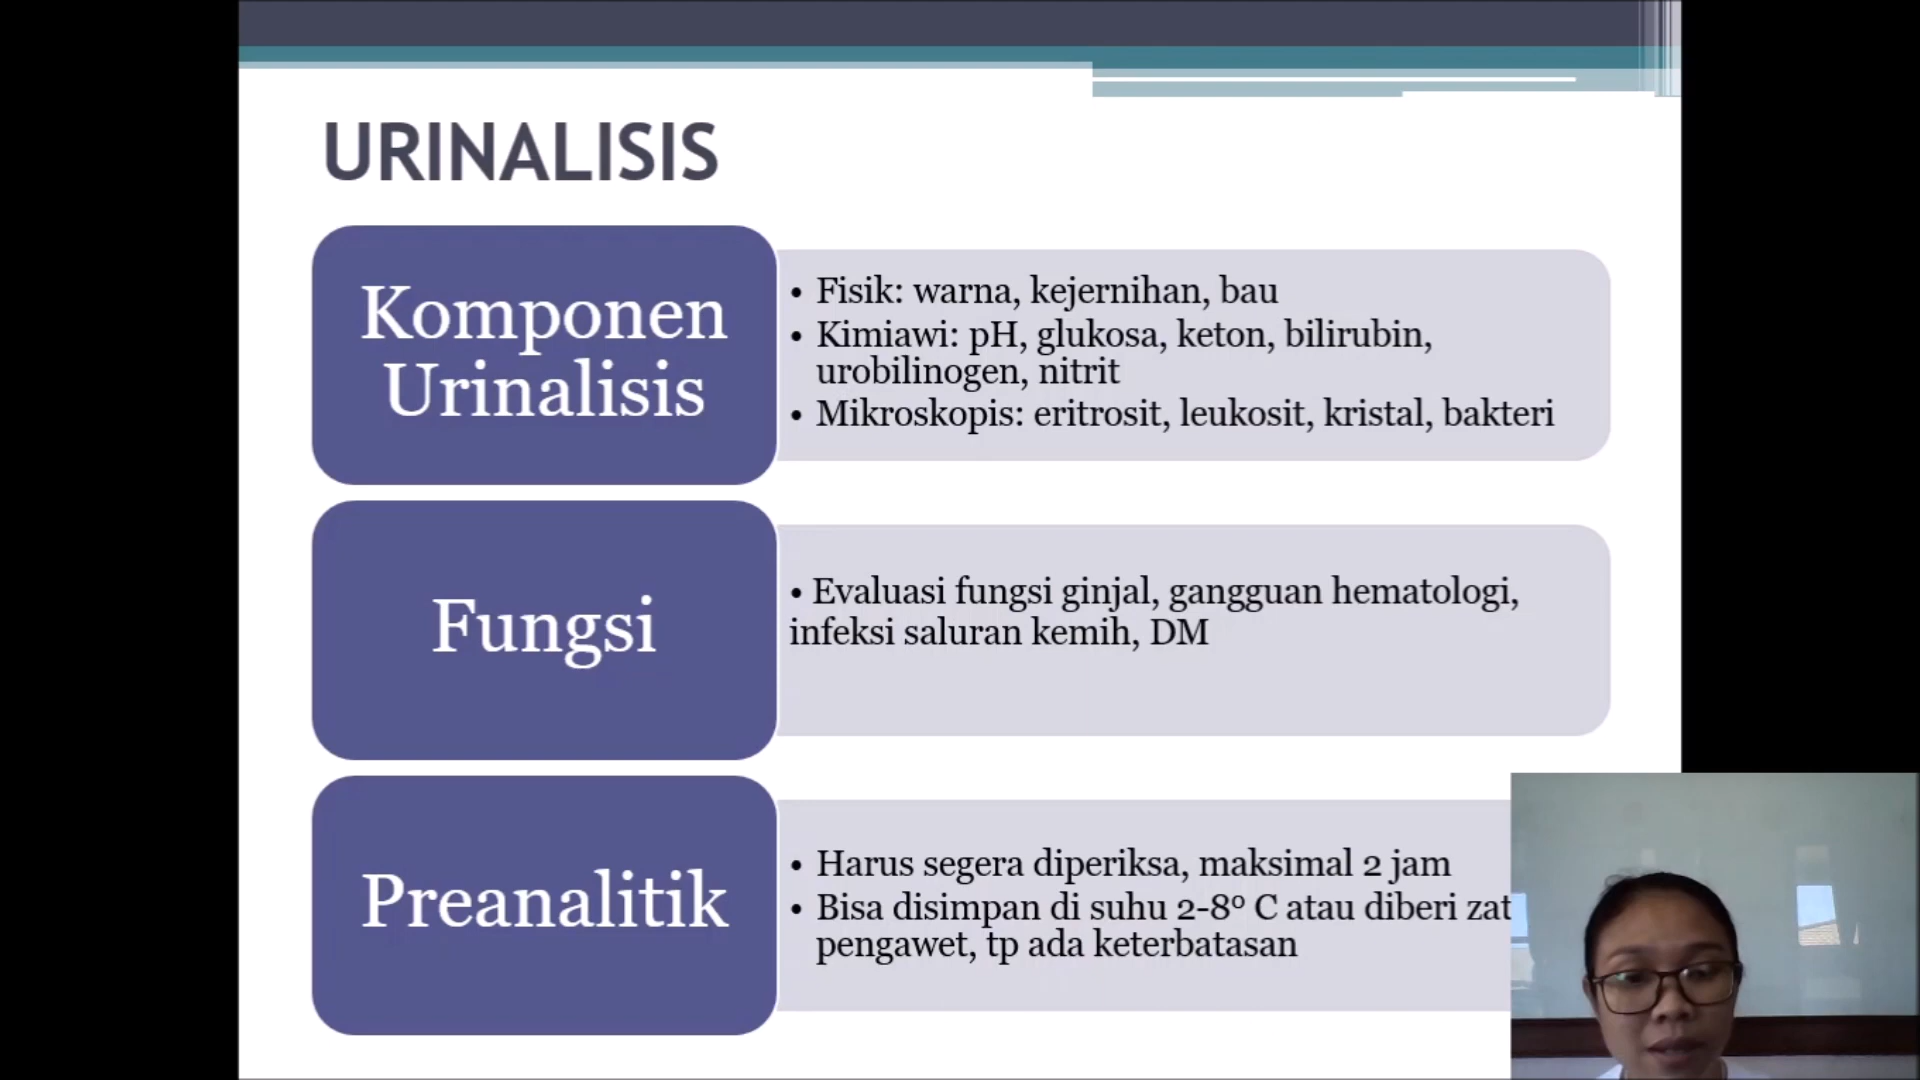 URINALISIS
Komponen
Urinalisis
• Fisik: warna, kejernihan, bau
• Kimiawi: pH, glukosa, keton, bilirubin,
urobilinogen, nitrit
• Mikroskopis: eritrosit, leukosit, kristal, bakteri
Fungsi
• Evaluasi fungsi ginjal, gangguan hematologi,
infeksi saluran kemih, DM
Preanalitik
• Harus segera diperiksa, maksimal 2 jam
• Bisa disimpan di suhu 2-8º C atau diberi zat
pengawet, tp ada keterbatasan